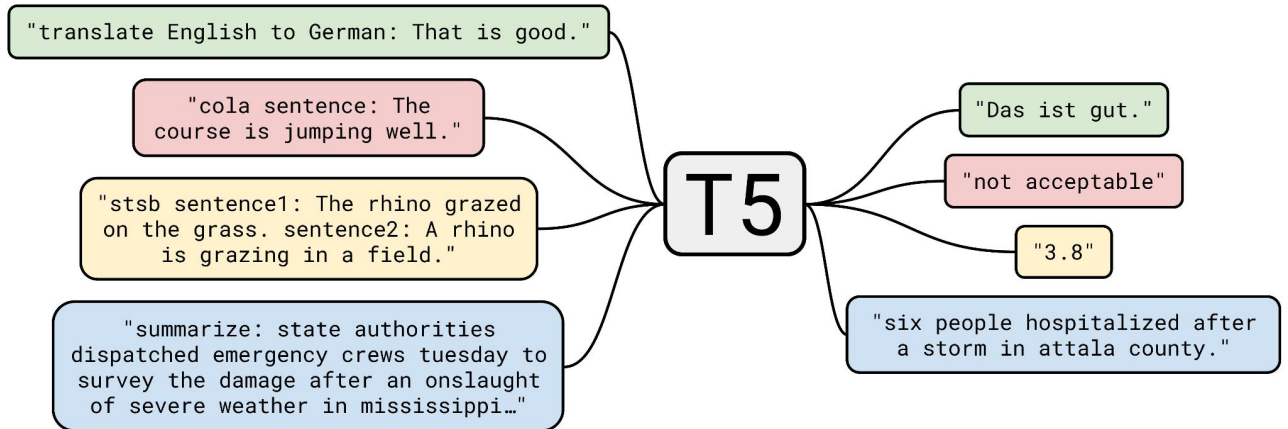 "translate English to German: That is good."
"cola sentence: The
course is jumping well."
"stsb sentence1: The rhino grazed
on the grass. sentence2: A rhino
is grazing in a field."
"summarize: state authorities
dispatched emergency crews tuesday to
survey the damage after an onslaught
of severe weather in mississippi…"
T5
"Das ist gut."
"not acceptable"
"3.8"
"six people hospitalized after
a storm in attala county."